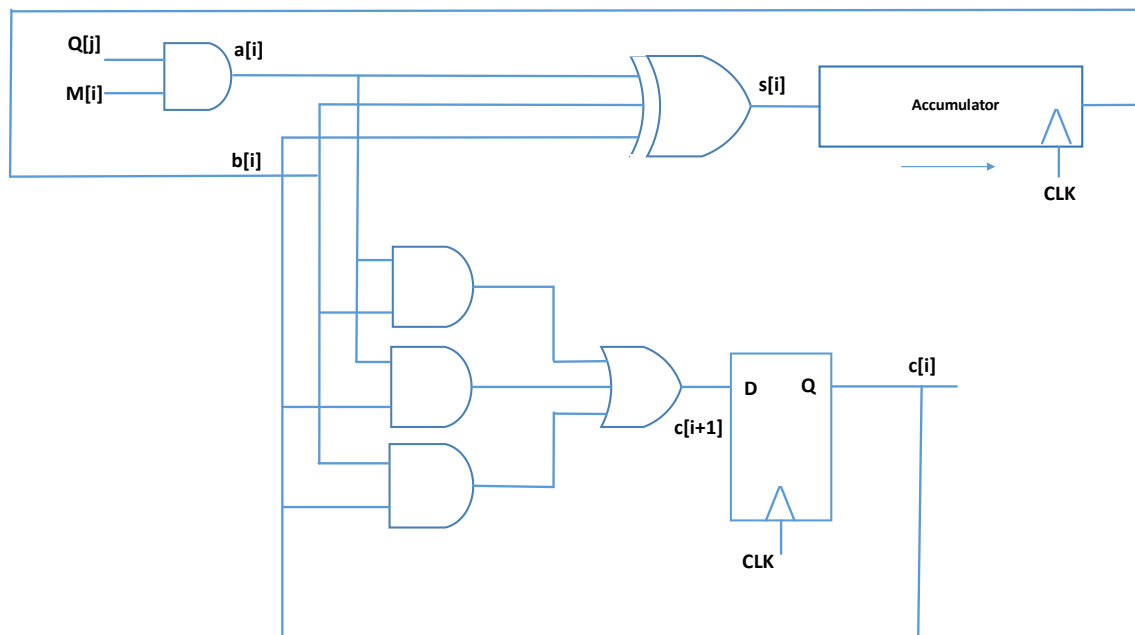 Q[j]
a[i]
M[i]
s[i]
Accumulator
b[i]
CLK
c[i]
D
Q
c[i+1]
CLK